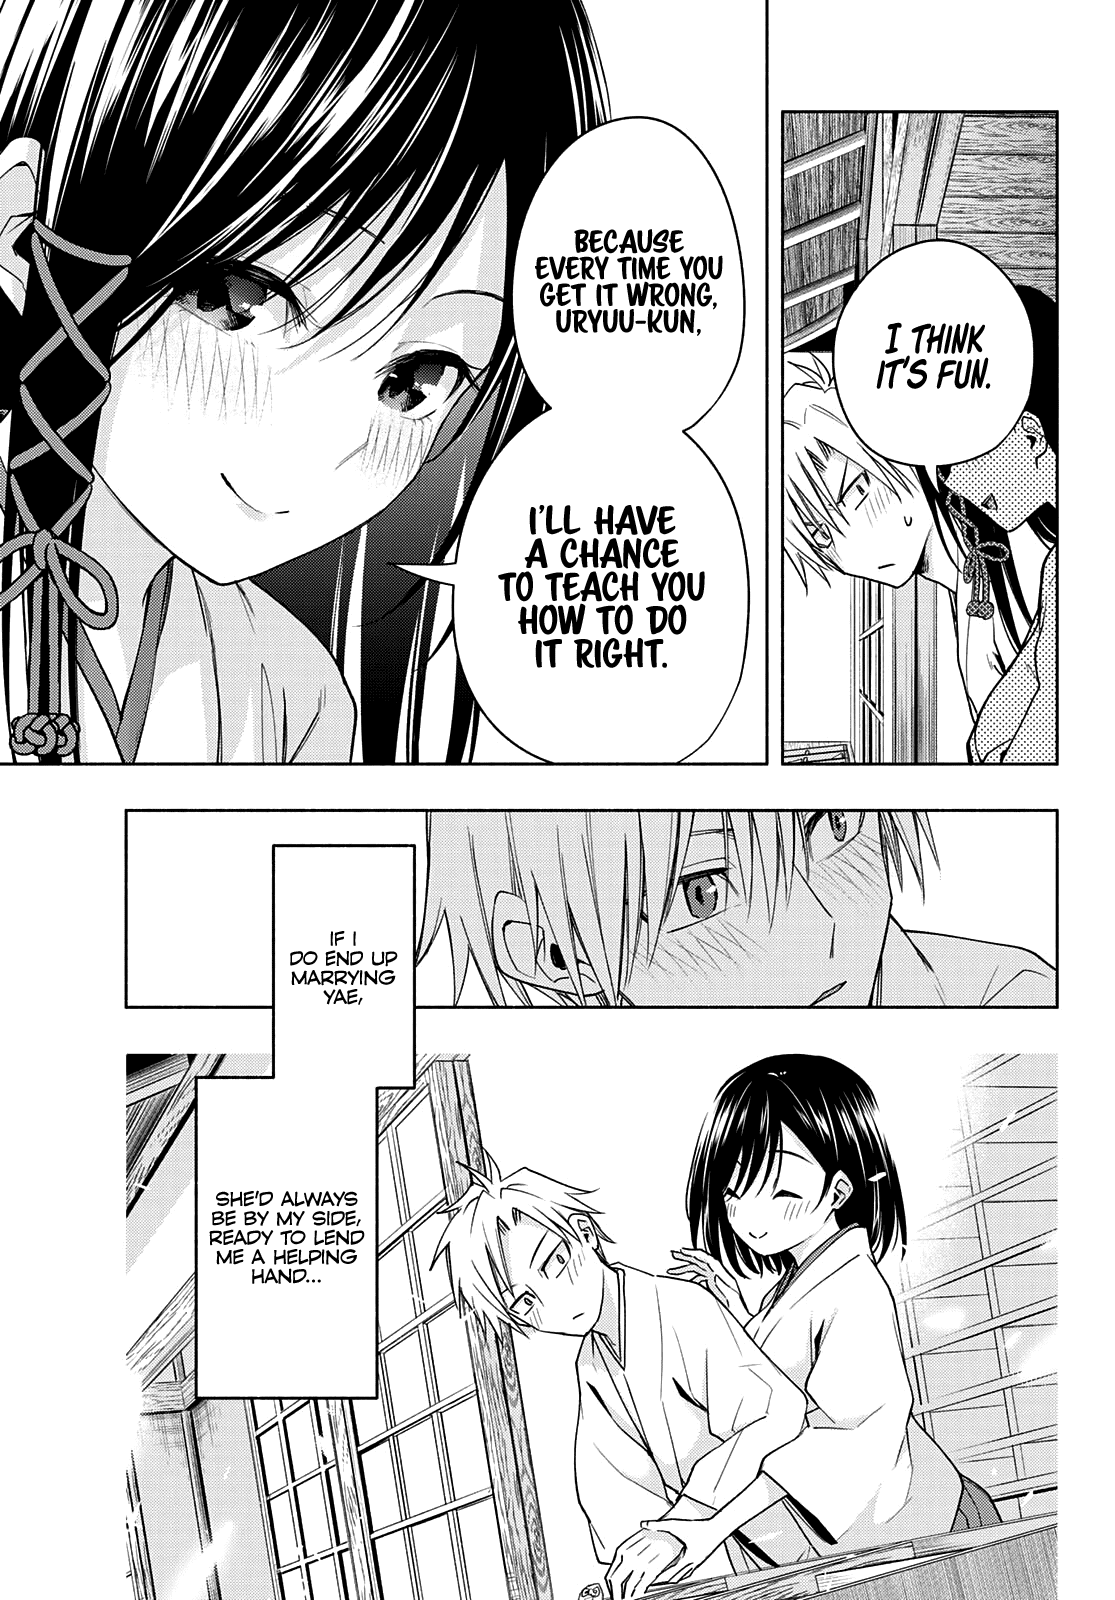 I THINK
IT'S FUN.
BECAUSE
EVERY TIME YOU
GET IT WRONG,
URYUU-KUN,
I'LL HAVE
A CHANCE
TO TEACH YOU
HOW TO DO
IT RIGHT.
IF I
DO END UP
MARRYING
YAE,
SHE'D ALWAYS
BE BY MY SIDE,
READY TO LEND
ME A HELPING
HAND...